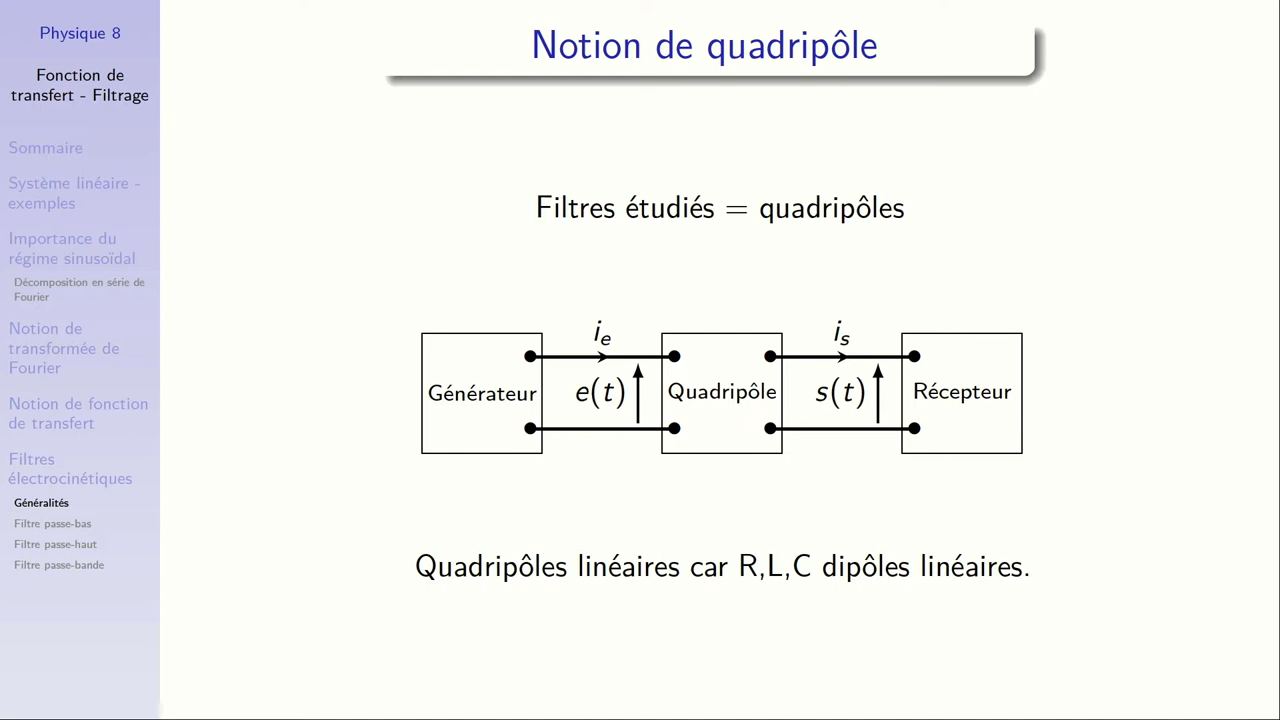 Physique 8
Fonction de
transfert - Filtrage
Sommaire
Système linéaire -
exemples
Importance du
régime sinusoïdal
Décomposition en série de
Fourier
Notion de
transformée de
Fourier
Notion de fonction
de transfert
Filtres
électrocinétiques
Généralités
Filtre passe-bas
Filtre passe-haut
Filtre passe-bande
Notion de quadripôle
Filtres étudiés = quadripôles
i_e
i_s
Générateur
e(t)
Quadripôle
s(t)
Récepteur
Quadripôles linéaires car R,L,C dipôles linéaires.